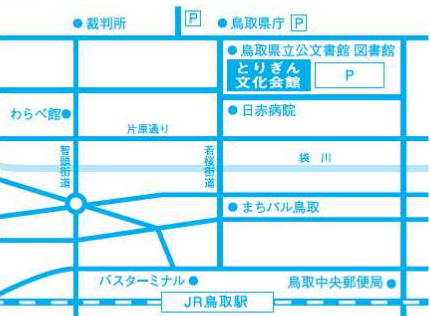 裁判所
P
鳥取県庁 P
鳥取県立公文書館 図書館
とりぎん
文化会館
P
わらべ館
日赤病院
片原通り
智頭街道
若桜街道
袋 川
まちパル鳥取
バスターミナル
鳥取中央郵便局
JR鳥取駅